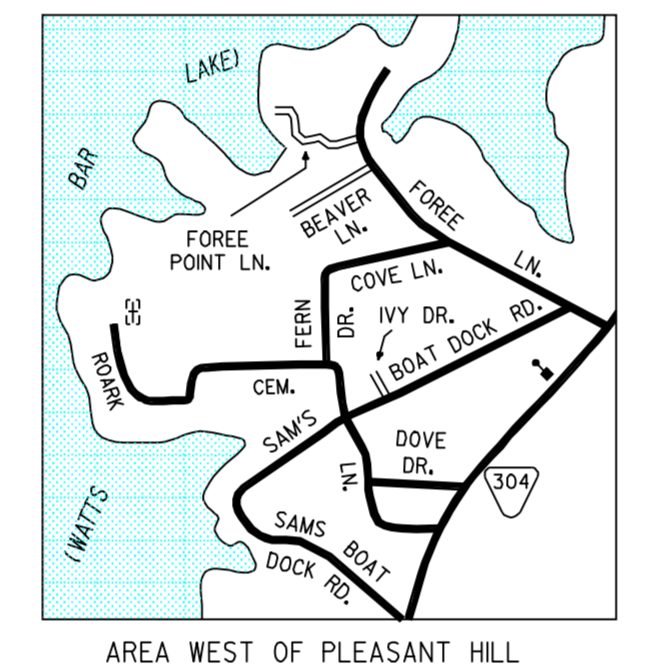 LAKE)
BAR
FOREE
POINT LN.
BEAVER
LN.
FOREE
LN.
COVE LN.
FERN
DR.
IVY DR.
BOAT DOCK RD.
ROARK
CEM.
SAM'S
DOVE
DR.
LN.
304
(WATTS
SAMS BOAT
DOCK RD.
AREA WEST OF PLEASANT HILL